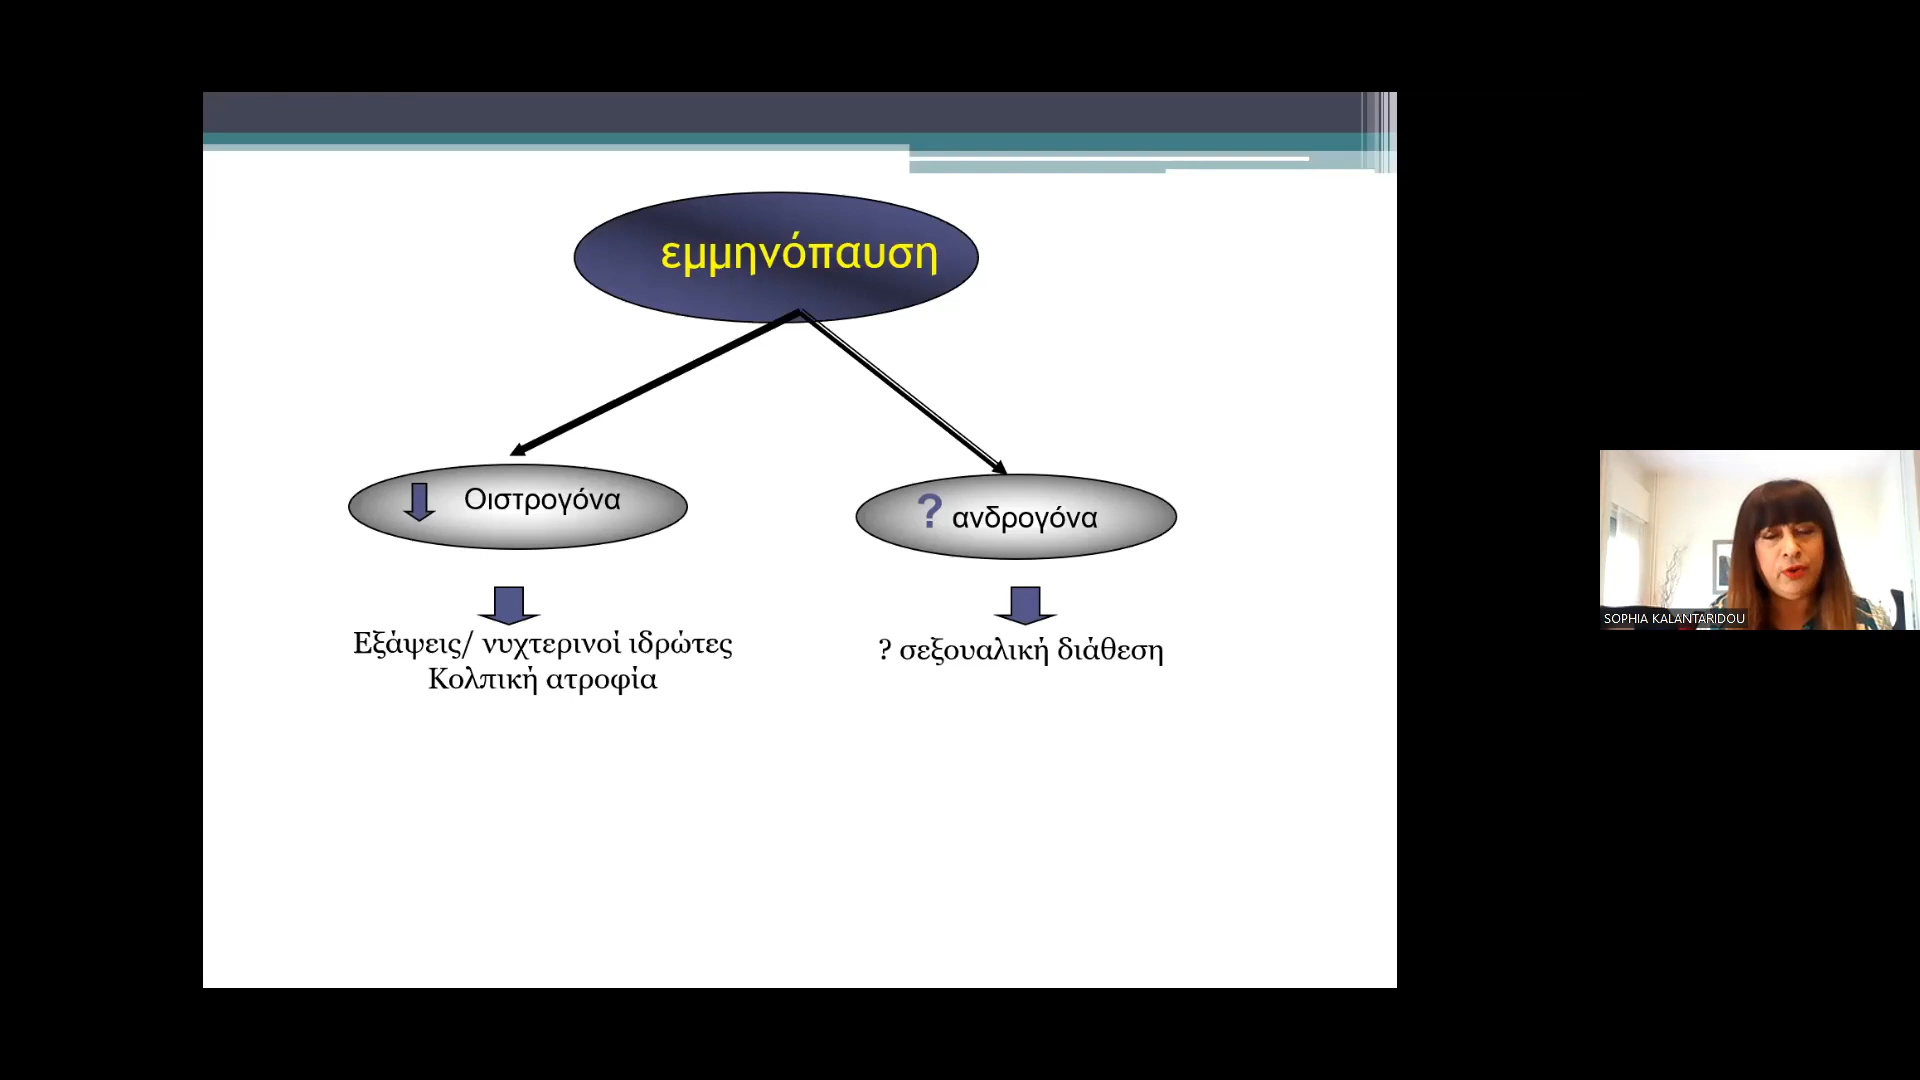 εμμηνόπαυση
Οιστρογόνα
? ανδρογόνα
Εξάψεις/ νυχτερινοί ιδρώτες
Κολπική ατροφία
? σεξουαλική διάθεση
SOPHIA KALANTARIDOU